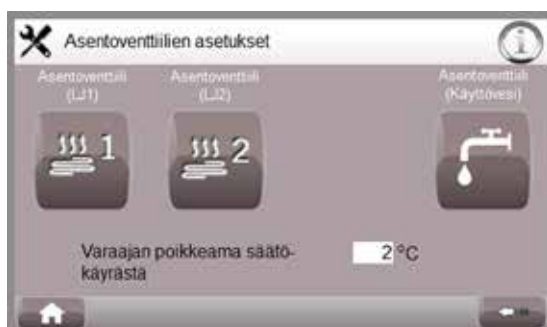 Asentoventtiilien asetukset
Asentoventtiili
(LJ1)
Asentoventtiili
(LJ2)
Asentoventtiili
(Käyttövesi)
1
2
Varaajan poikkeama säätö-
käyrästä
2 °C